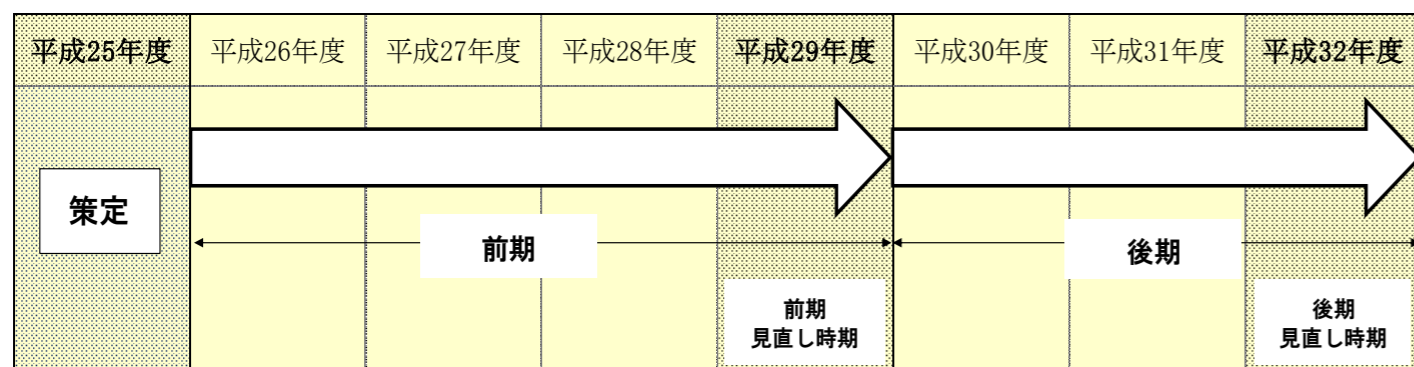 平成25年度
平成26年度
平成27年度
平成28年度
平成29年度
平成30年度
平成31年度
平成32年度
策定
前期
後期
前期
見直し時期
後期
見直し時期